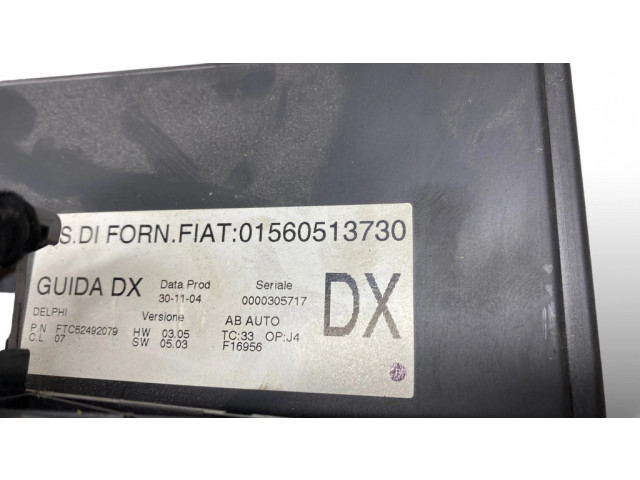 S.DI FORN.FIAT:01560513730
GUIDA DX Data Prod Seriale
30-11-04 0000305717
DX
DELPHI Versione AB AUTO
P.N FTC52492079 HW 03.05 TC:33 OP:J4
C.L 07 SW 05.03 F16956